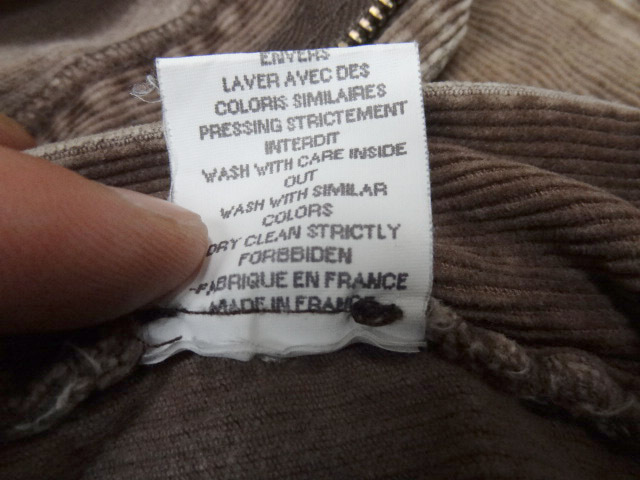 ENVERS
LAVER AVEC DES
COLORIS SIMILAIRES
PRESSING STRICTEMENT
INTERDIT
WASH WITH CARE INSIDE
OUT
WASH WITH SIMILAR
COLORS
DRY CLEAN STRICTLY
FORBBIDEN
-FABRIQUE EN FRANCE
MADE IN FRANCE